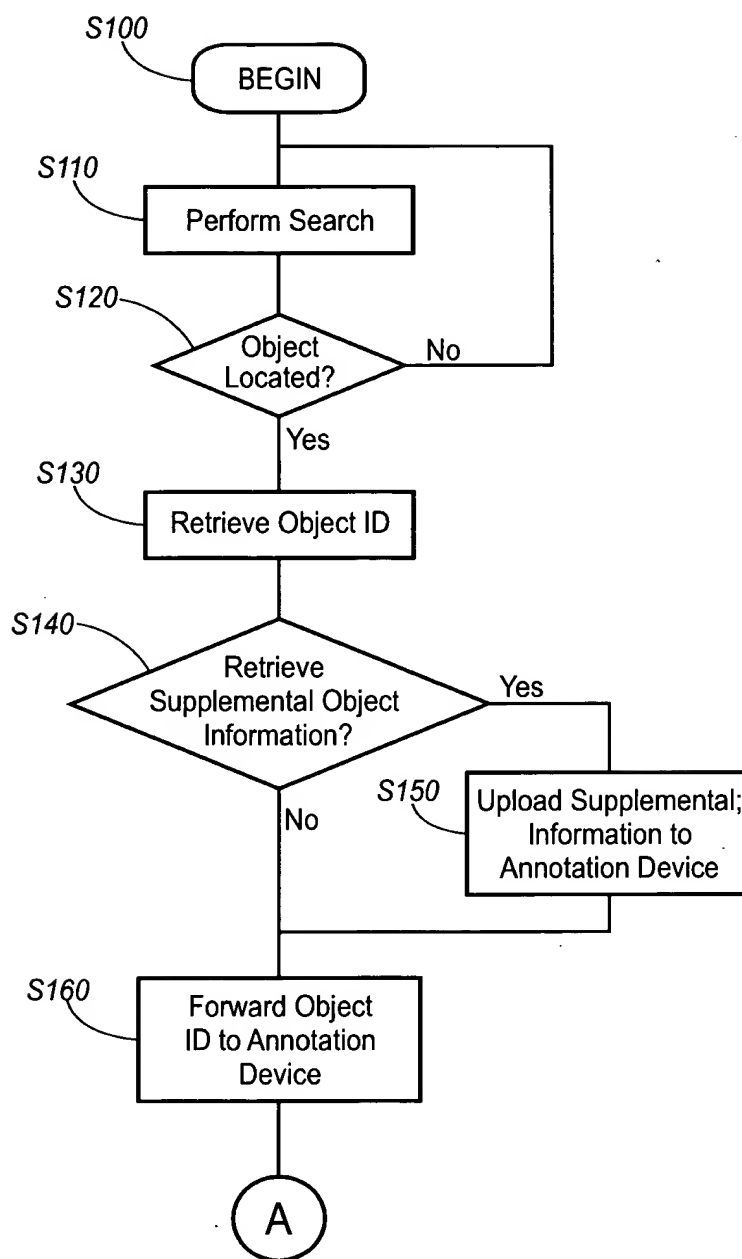 S100
BEGIN
S110
Perform Search
S120
Object
Located?
No
Yes
S130
Retrieve Object ID
S140
Retrieve
Supplemental Object
Information?
Yes
No
S150
Upload Supplemental;
Information to
Annotation Device
S160
Forward Object
ID to Annotation
Device
A